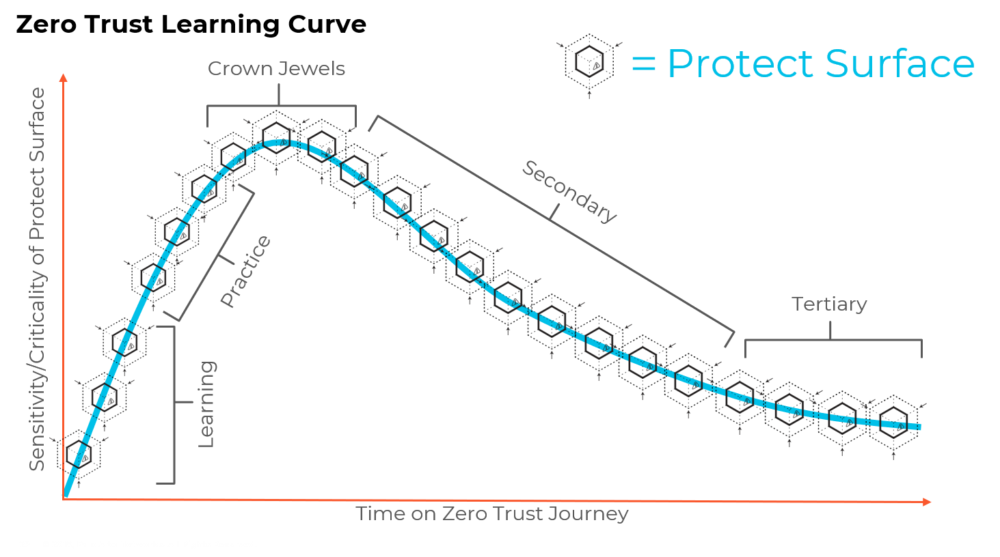 Zero Trust Learning Curve
= Protect Surface
Crown Jewels
Secondary
Practice
Tertiary
Learning
Sensitivity/Criticality of Protect Surface
Time on Zero Trust Journey